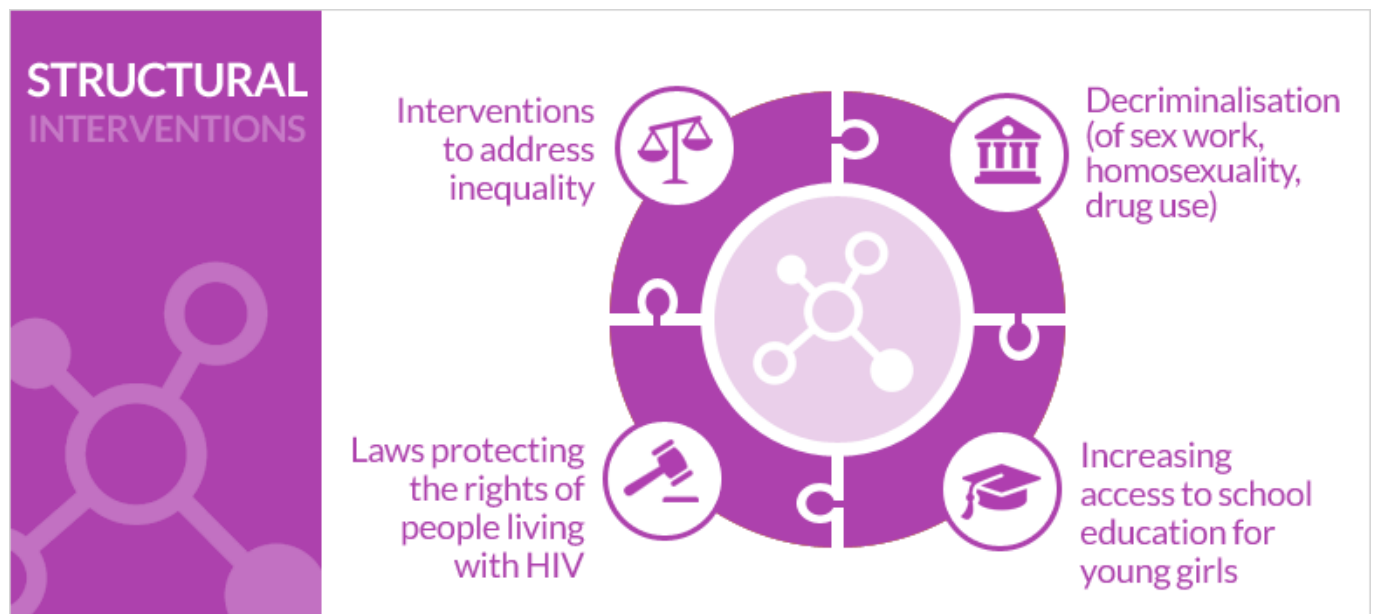 STRUCTURAL
INTERVENTIONS
Interventions
to address
inequality
Decriminalisation
(of sex work,
homosexuality,
drug use)
Laws protecting
the rights of
people living
with HIV
Increasing
access to school
education for
young girls